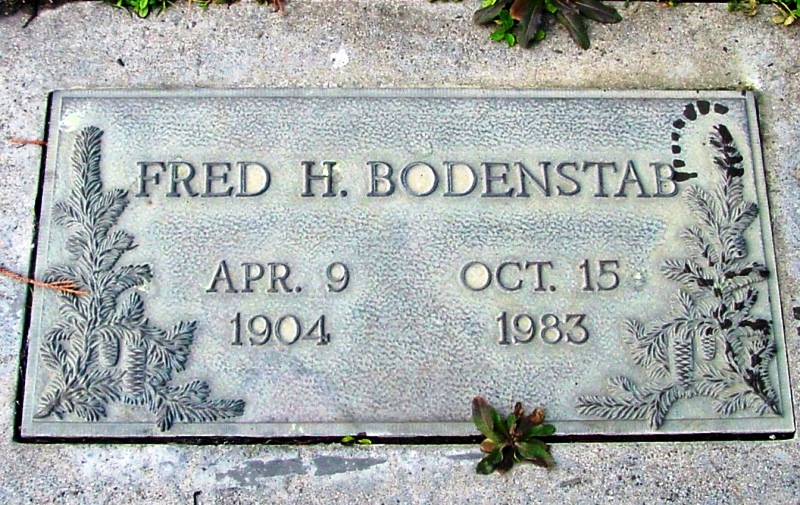 FRED H. BODENSTAB
APR. 9 OCT. 15
1904 1983